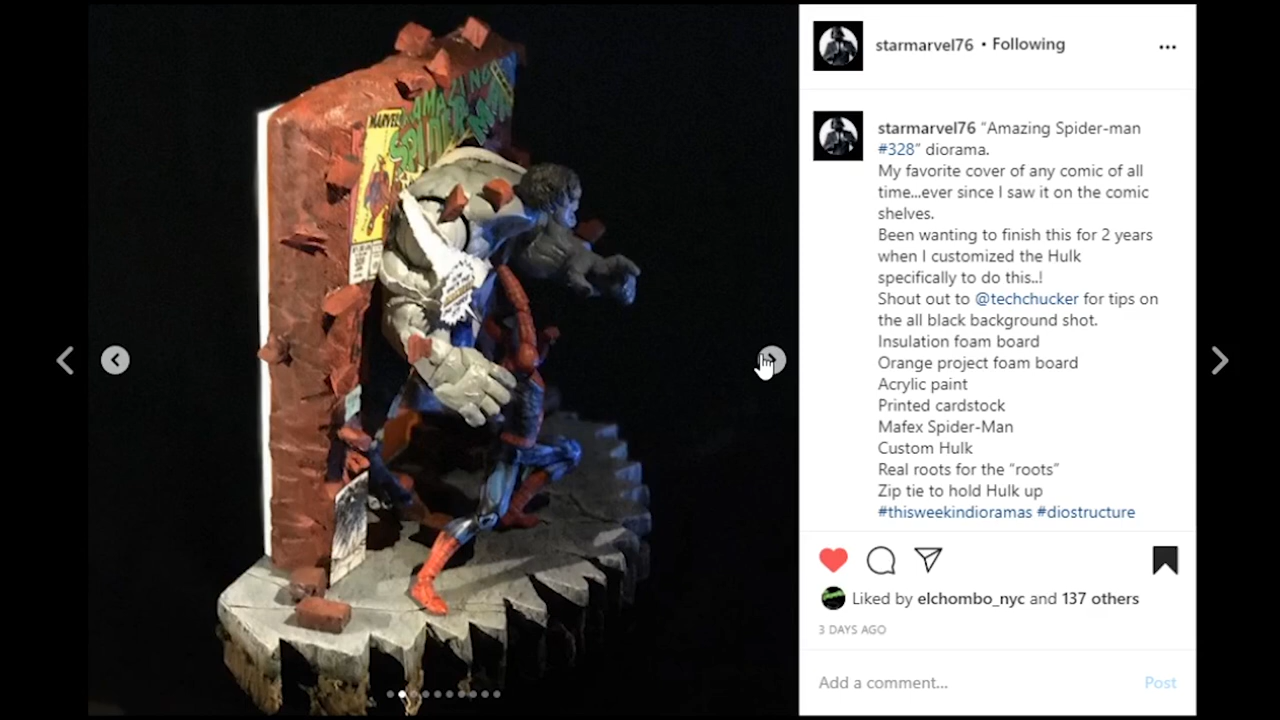 MARVEL
AMAZING
SPIDER
MAN
starmarvel76 • Following
starmarvel76 “Amazing Spider-man
#328” diorama.
My favorite cover of any comic of all
time...ever since I saw it on the comic
shelves.
Been wanting to finish this for 2 years
when I customized the Hulk
specifically to do this..!
Shout out to @techchucker for tips on
the all black background shot.
Insulation foam board
Orange project foam board
Acrylic paint
Printed cardstock
Mafex Spider-Man
Custom Hulk
Real roots for the “roots”
Zip tie to hold Hulk up
#thisweekindioramas #diostructure
Liked by elchombo_nyc and 137 others
3 DAYS AGO
Add a comment... Post